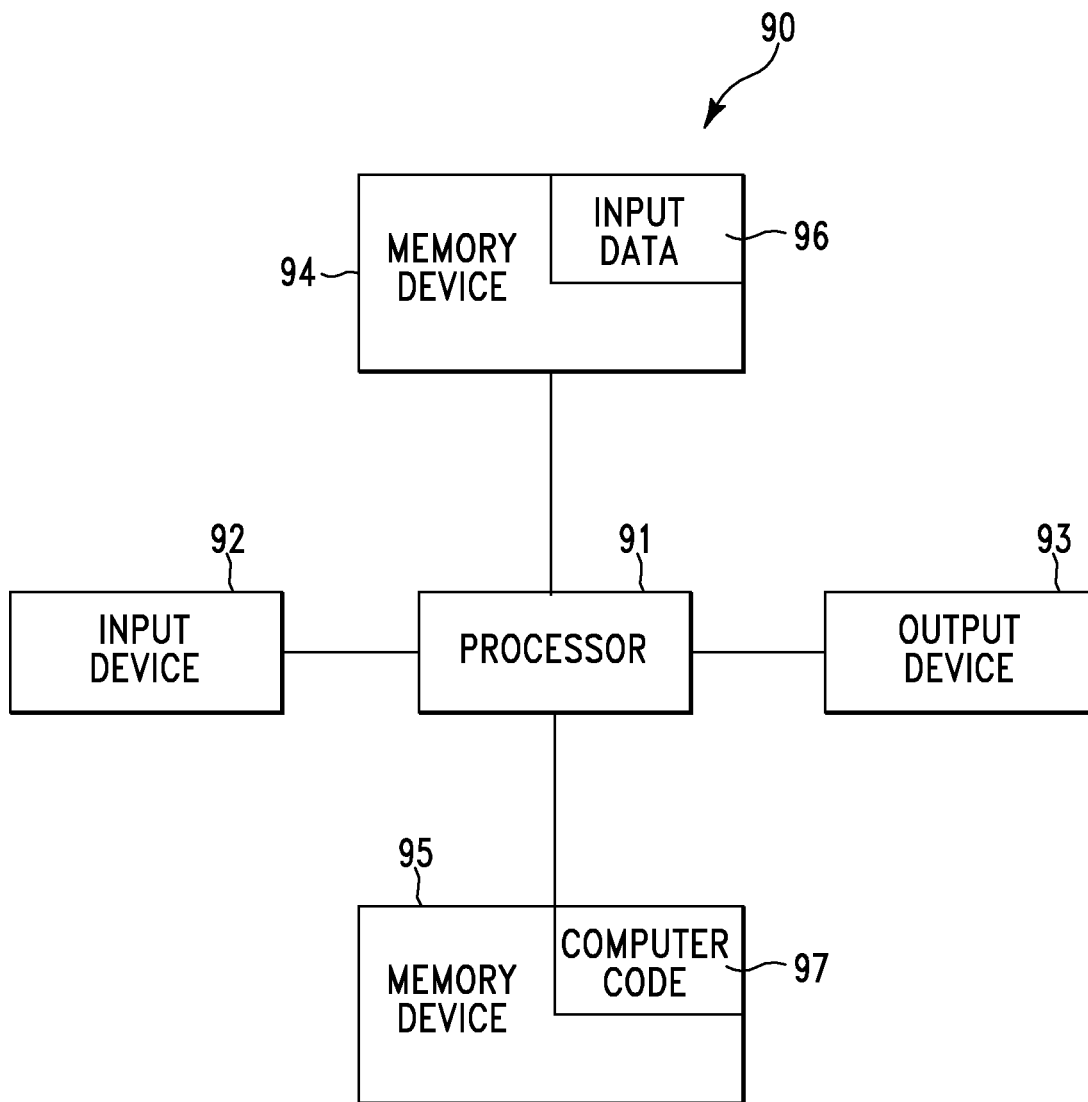 90
INPUT
DATA
96
MEMORY
DEVICE
94
92
91
93
INPUT
DEVICE
PROCESSOR
OUTPUT
DEVICE
95
COMPUTER
CODE
97
MEMORY
DEVICE